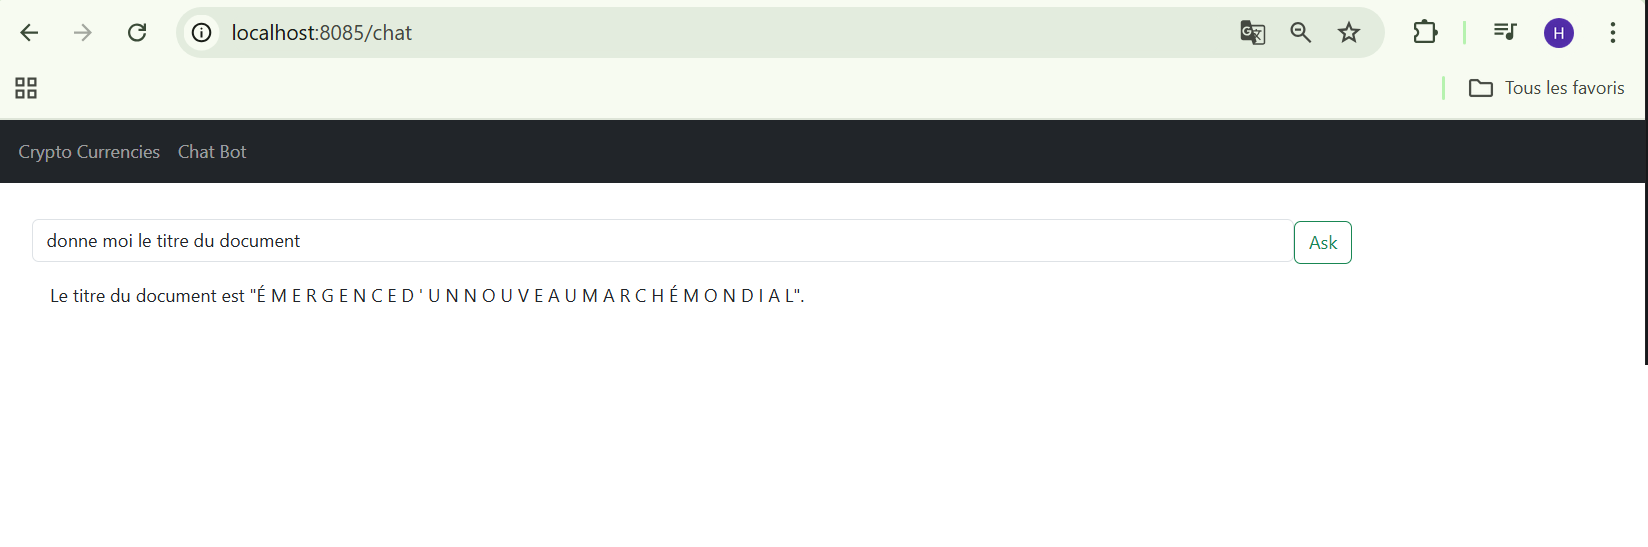 localhost:8085/chat
H
Tous les favoris
Crypto Currencies Chat Bot
donne moi le titre du document
Ask
Le titre du document est "É M E R G E N C E D ' U N N O U V E A U M A R C H É M O N D I A L".